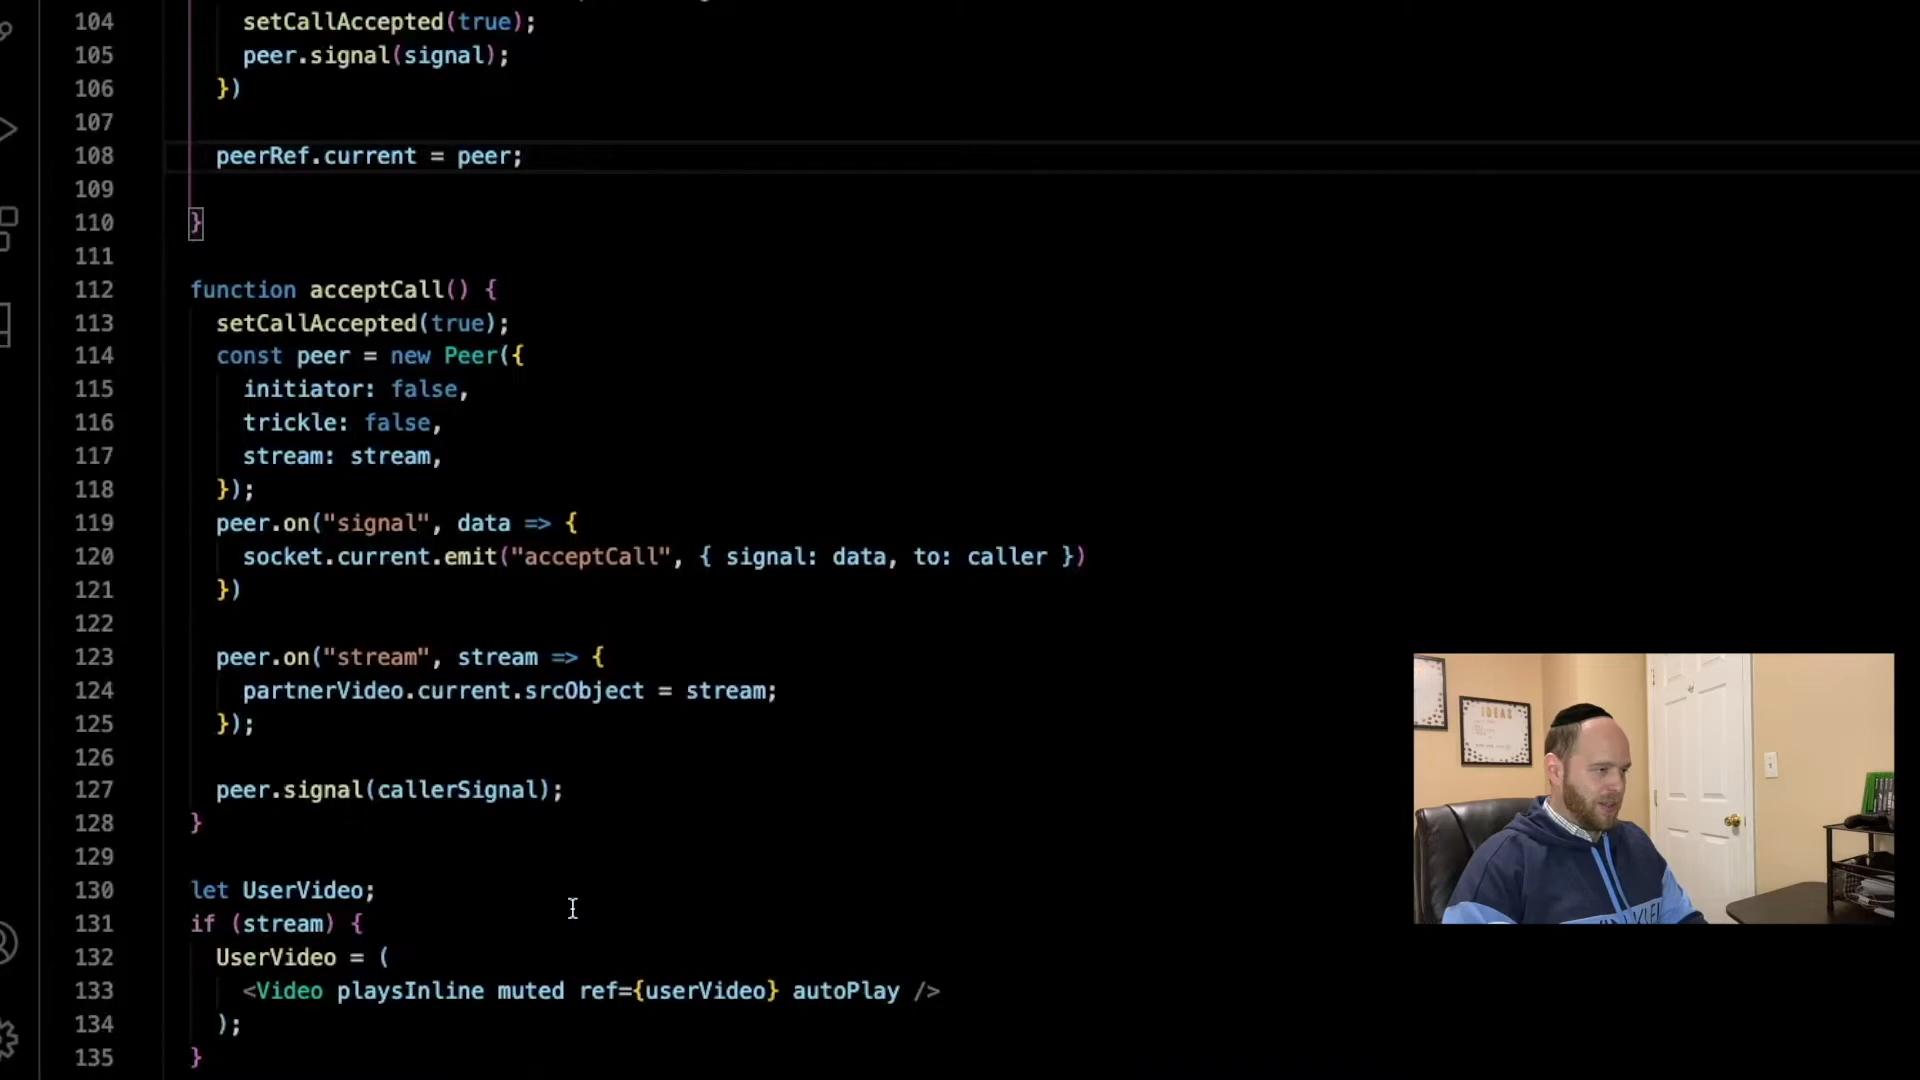 104 setCallAccepted(true);
105 peer.signal(signal);
106 })
107
108 peerRef.current = peer;
109
110 }
111
112 function acceptCall() {
113 setCallAccepted(true);
114 const peer = new Peer({
115 initiator: false,
116 trickle: false,
117 stream: stream,
118 });
119 peer.on("signal", data => {
120 socket.current.emit("acceptCall", { signal: data, to: caller })
121 })
122
123 peer.on("stream", stream => {
124 partnerVideo.current.srcObject = stream;
125 });
126
127 peer.signal(callerSignal);
128 }
129
130 let UserVideo;
131 if (stream) {
132 UserVideo = (
133 <Video playsInline muted ref={userVideo} autoPlay />
134 );
135 }
IDEAS